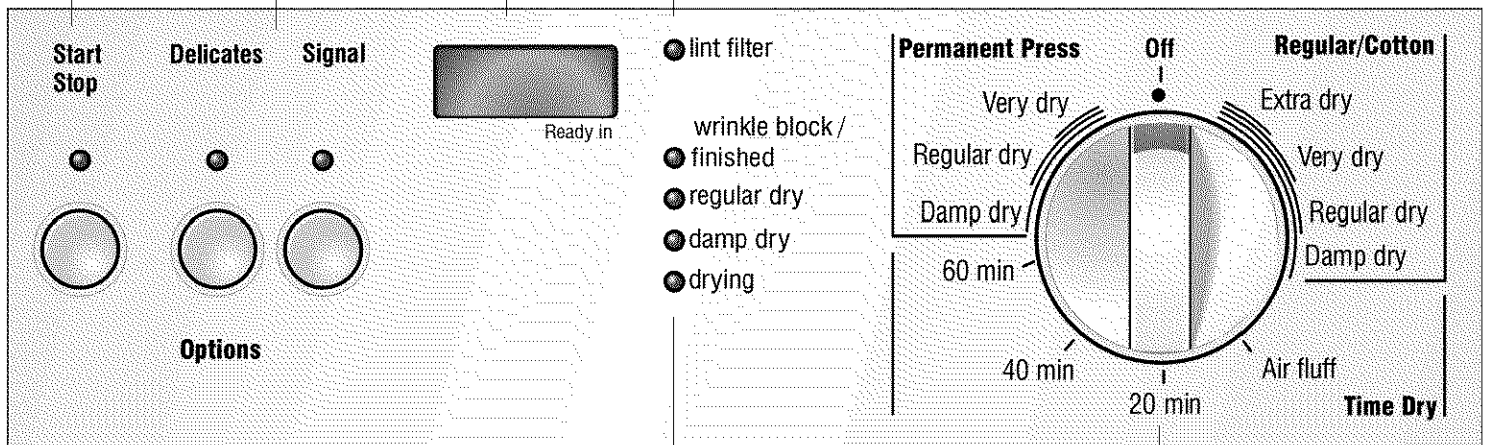 Start
Stop
Delicates
Signal
Options
Ready in
lint filter
wrinkle block /
finished
regular dry
damp dry
drying
Permanent Press
Off
Regular/Cotton
Very dry
Regular dry
Damp dry
Extra dry
Very dry
Regular dry
Damp dry
60 min
40 min
20 min
Air fluff
Time Dry